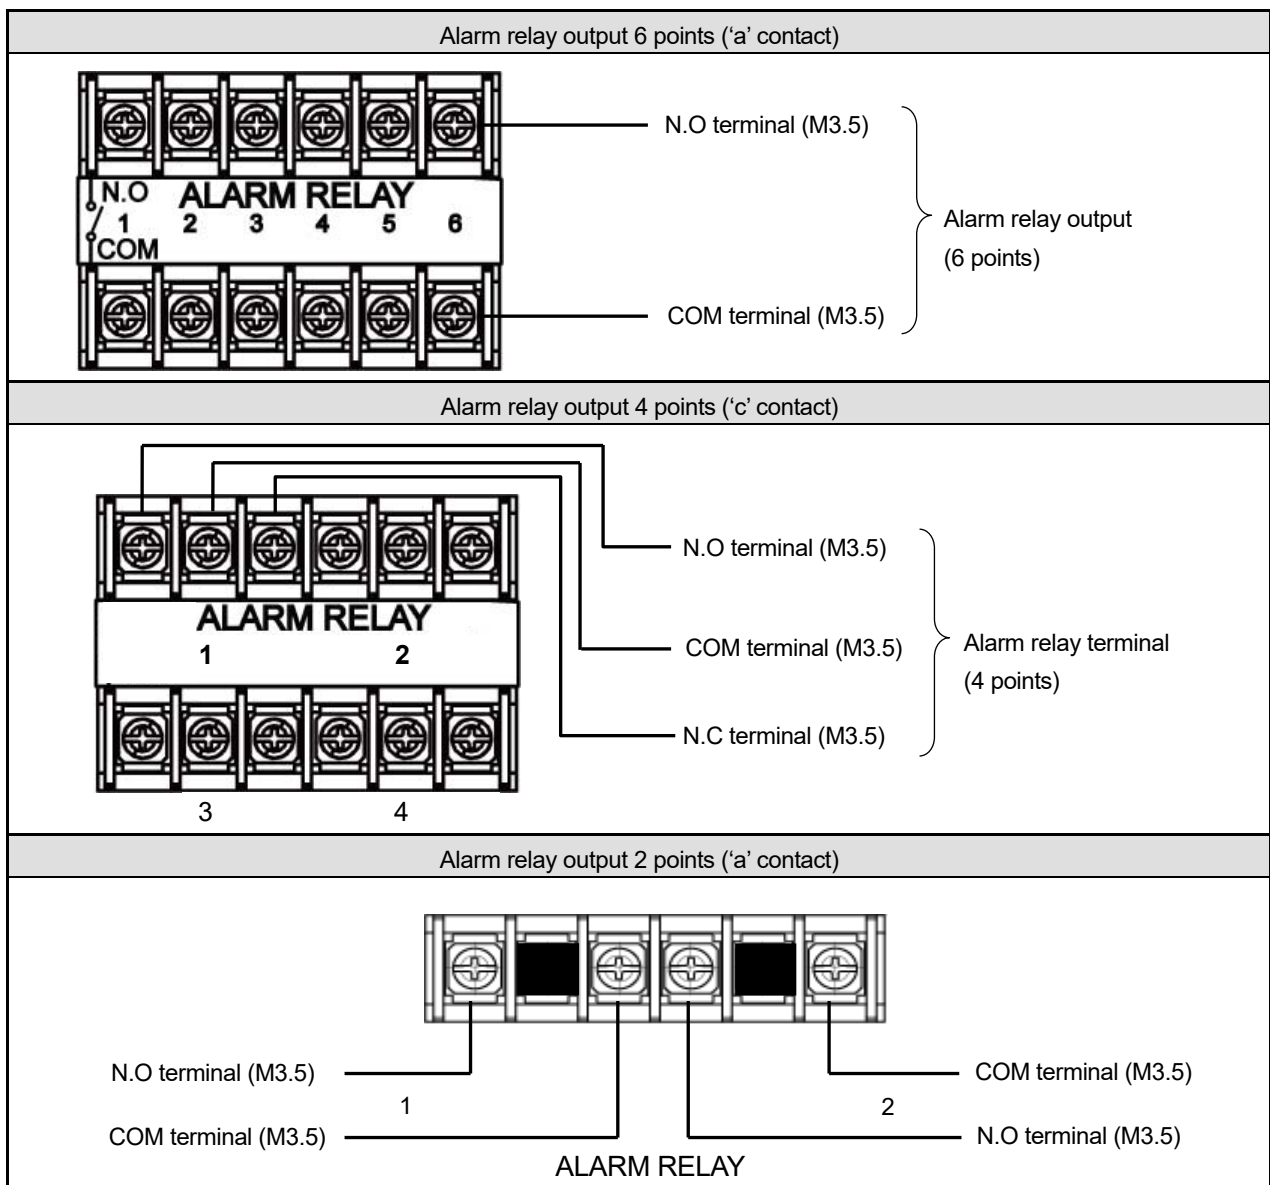 Alarm relay output 6 points (‘a’ contact)
N.O terminal (M3.5)
N.O
ALARM RELAY
1 2 3 4 5 6
COM
Alarm relay output
(6 points)
COM terminal (M3.5)
Alarm relay output 4 points (‘c’ contact)
N.O terminal (M3.5)
ALARM RELAY
1 2
COM terminal (M3.5)
Alarm relay terminal
(4 points)
N.C terminal (M3.5)
3 4
Alarm relay output 2 points (‘a’ contact)
N.O terminal (M3.5)
COM terminal (M3.5)
1 2
COM terminal (M3.5)
N.O terminal (M3.5)
ALARM RELAY